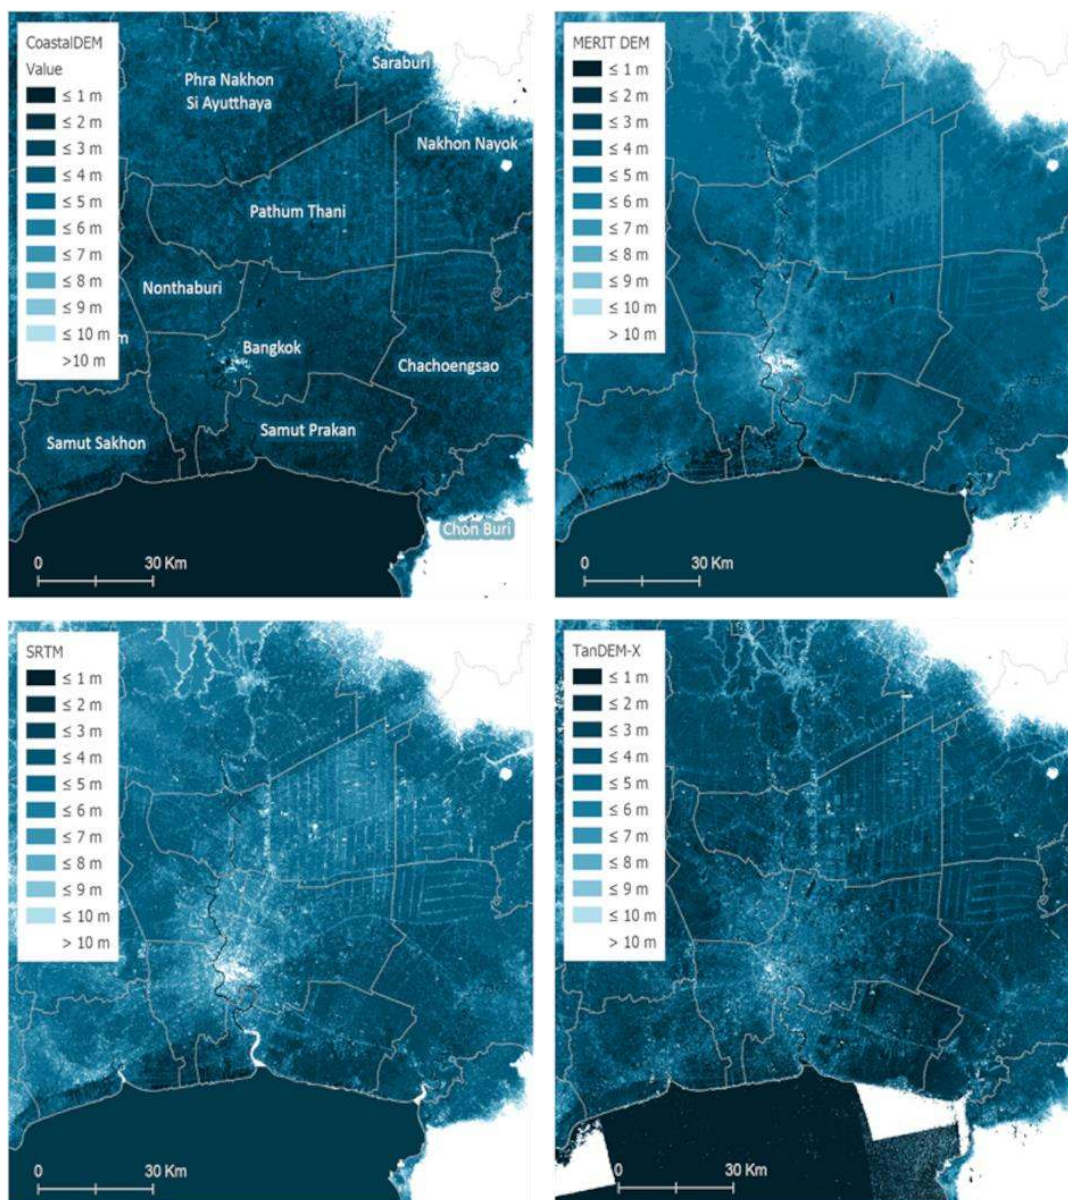 CoastalDEM
Value
≤ 1 m
≤ 2 m
≤ 3 m
≤ 4 m
≤ 5 m
≤ 6 m
≤ 7 m
≤ 8 m
≤ 9 m
≤ 10 m
>10 m
m
Phra Nakhon
Si Ayutthaya
Saraburi
Nakhon Nayok
Pathum Thani
Nonthaburi
Bangkok
Chachoengsao
Samut Sakhon
Samut Prakan
Chon Buri
0 30 Km
MERIT DEM
≤ 1 m
≤ 2 m
≤ 3 m
≤ 4 m
≤ 5 m
≤ 6 m
≤ 7 m
≤ 8 m
≤ 9 m
≤ 10 m
> 10 m
0 30 Km
SRTM
≤ 1 m
≤ 2 m
≤ 3 m
≤ 4 m
≤ 5 m
≤ 6 m
≤ 7 m
≤ 8 m
≤ 9 m
≤ 10 m
> 10 m
0 30 Km
TanDEM-X
≤ 1 m
≤ 2 m
≤ 3 m
≤ 4 m
≤ 5 m
≤ 6 m
≤ 7 m
≤ 8 m
≤ 9 m
≤ 10 m
> 10 m
0 30 Km